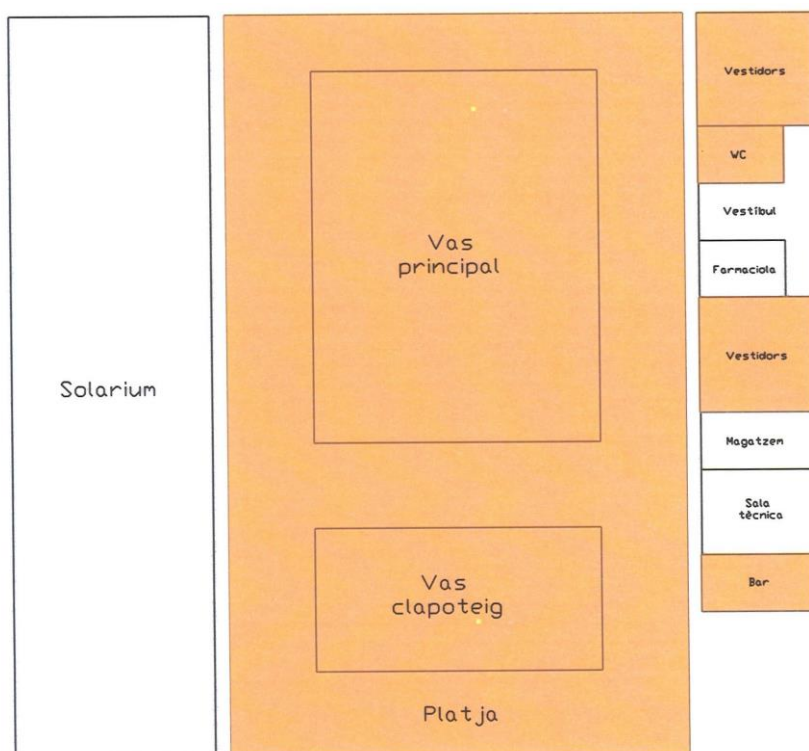 Vestidors
WC
Vestíbul
Farmaciola
Vas
principal
Vestidors
Solarium
Magatzem
Sala
tècnica
Vas
clapoteig
Bar
Platja